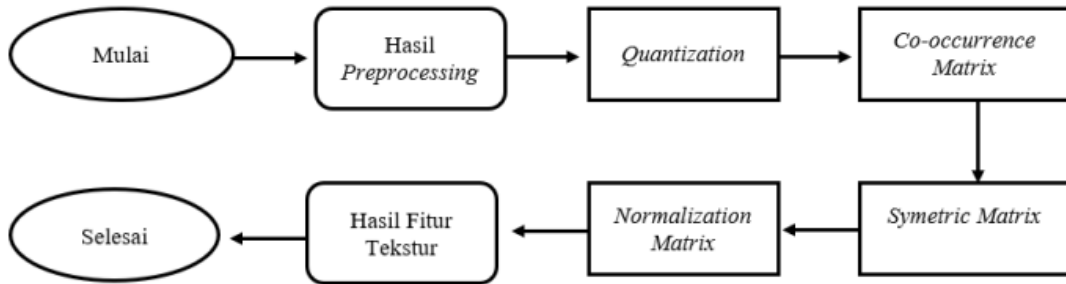 Mulai
Hasil
Preprocessing
Quantization
Co-occurrence
Matrix
Symetric Matrix
Normalization
Matrix
Hasil Fitur
Tekstur
Selesai